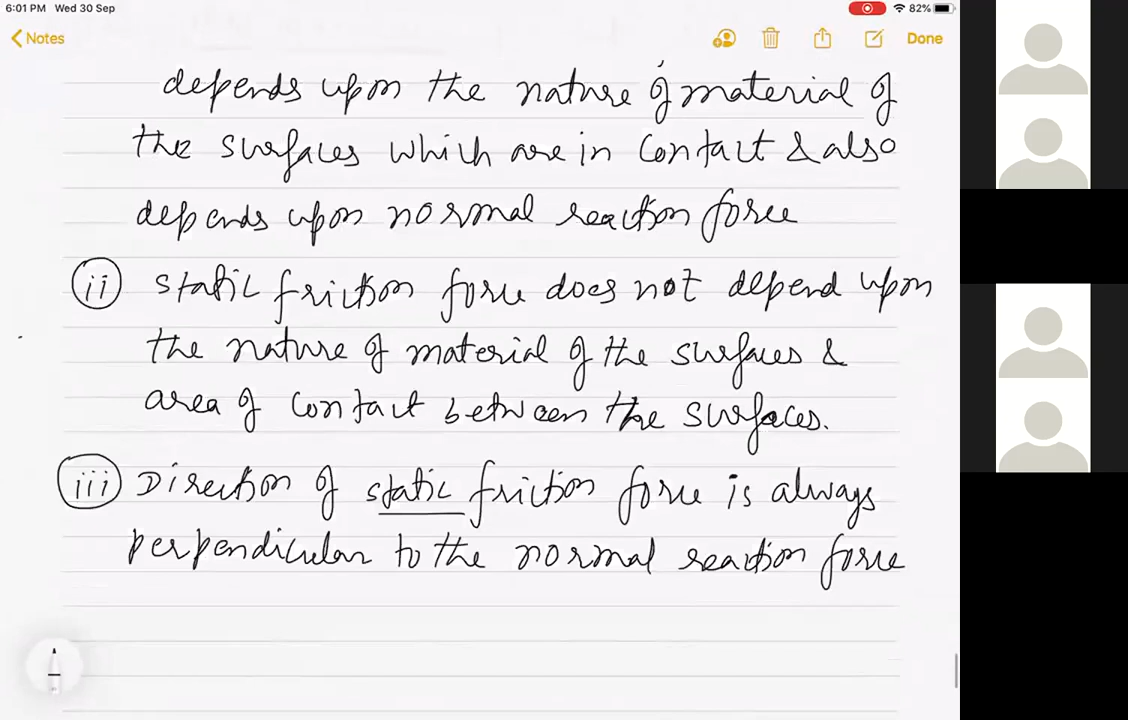 6:01 PM Wed 30 Sep
82%
Notes
Done
depends upon the nature of material of
the surfaces which are in contact & also
depends upon normal reaction force
ii static friction force does not depend upon
the nature of material of the surfaces &
area of contact between the surfaces.
iii Direction of static friction force is always
perpendicular to the normal reaction force